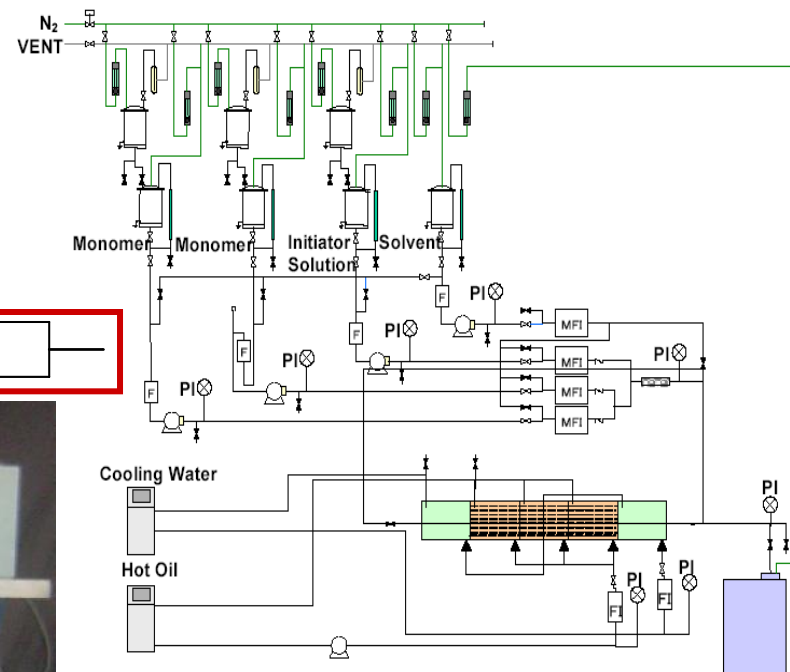 N₂
VENT
Monomer
Monomer
Initiator
Solution
Solvent
F
PI
MFI
F
F
PI
PI
MFI
PI
MFI
F
PI
MFI
Cooling Water
Hot Oil
PI
PI
PI
FI
FI